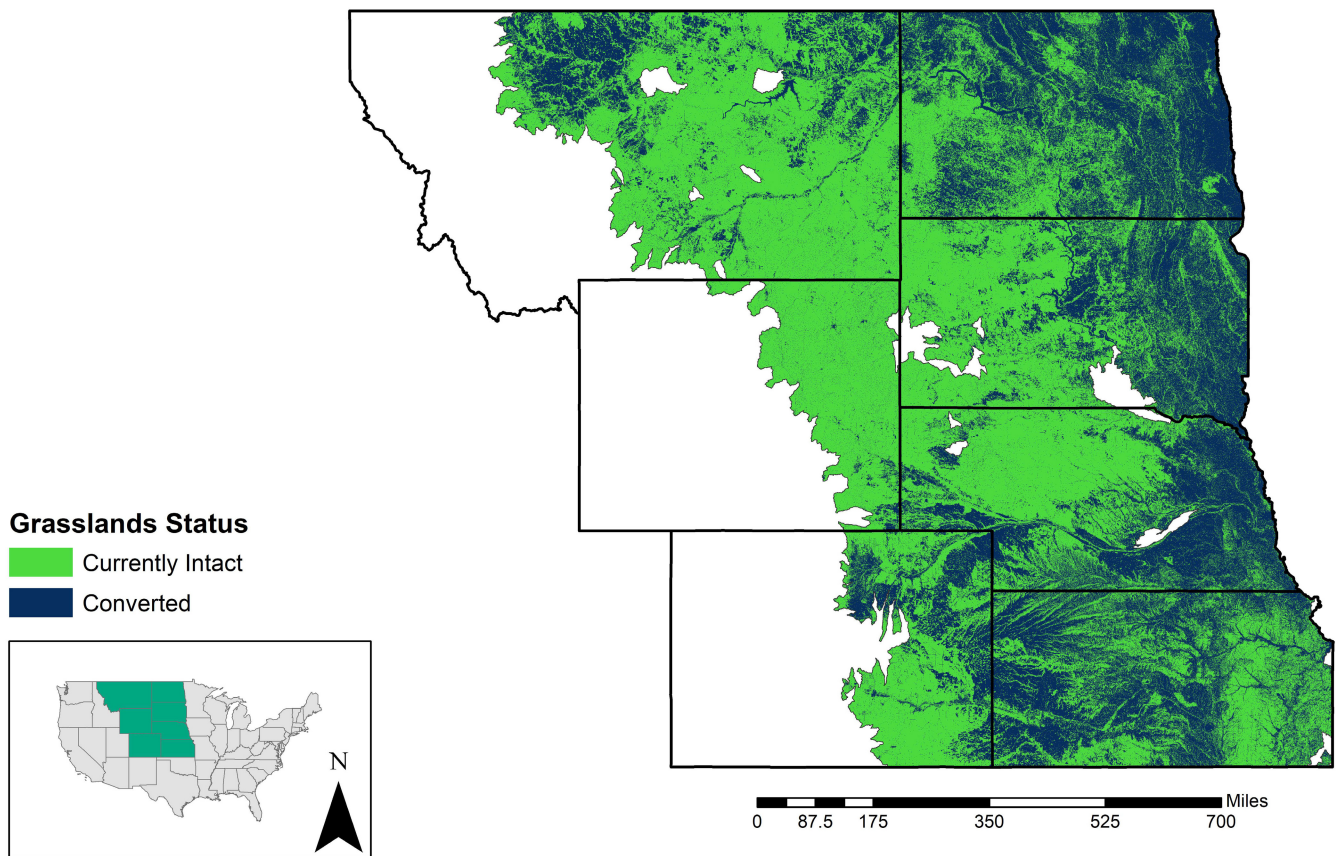 Grasslands Status
Currently Intact
Converted
N
Miles
0 87.5 175 350 525 700